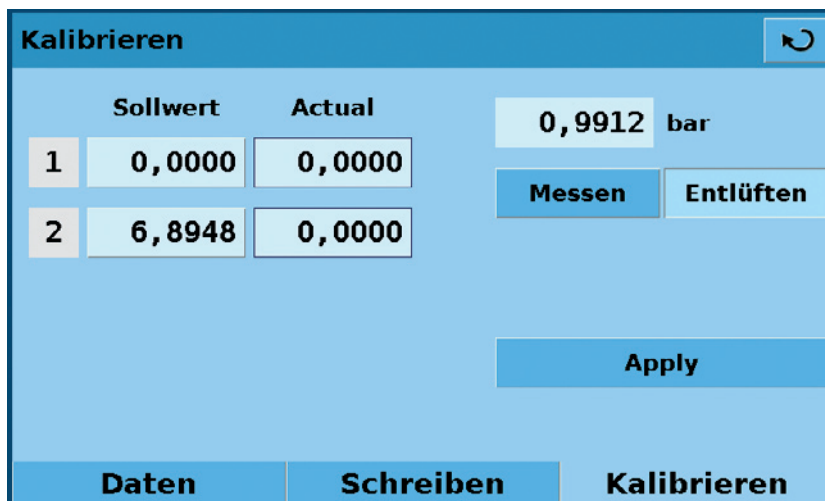 Kalibrieren
Sollwert Actual
0,9912 bar
1 0,0000 0,0000
Messen Entlüften
2 6,8948 0,0000
Apply
Daten Schreiben Kalibrieren